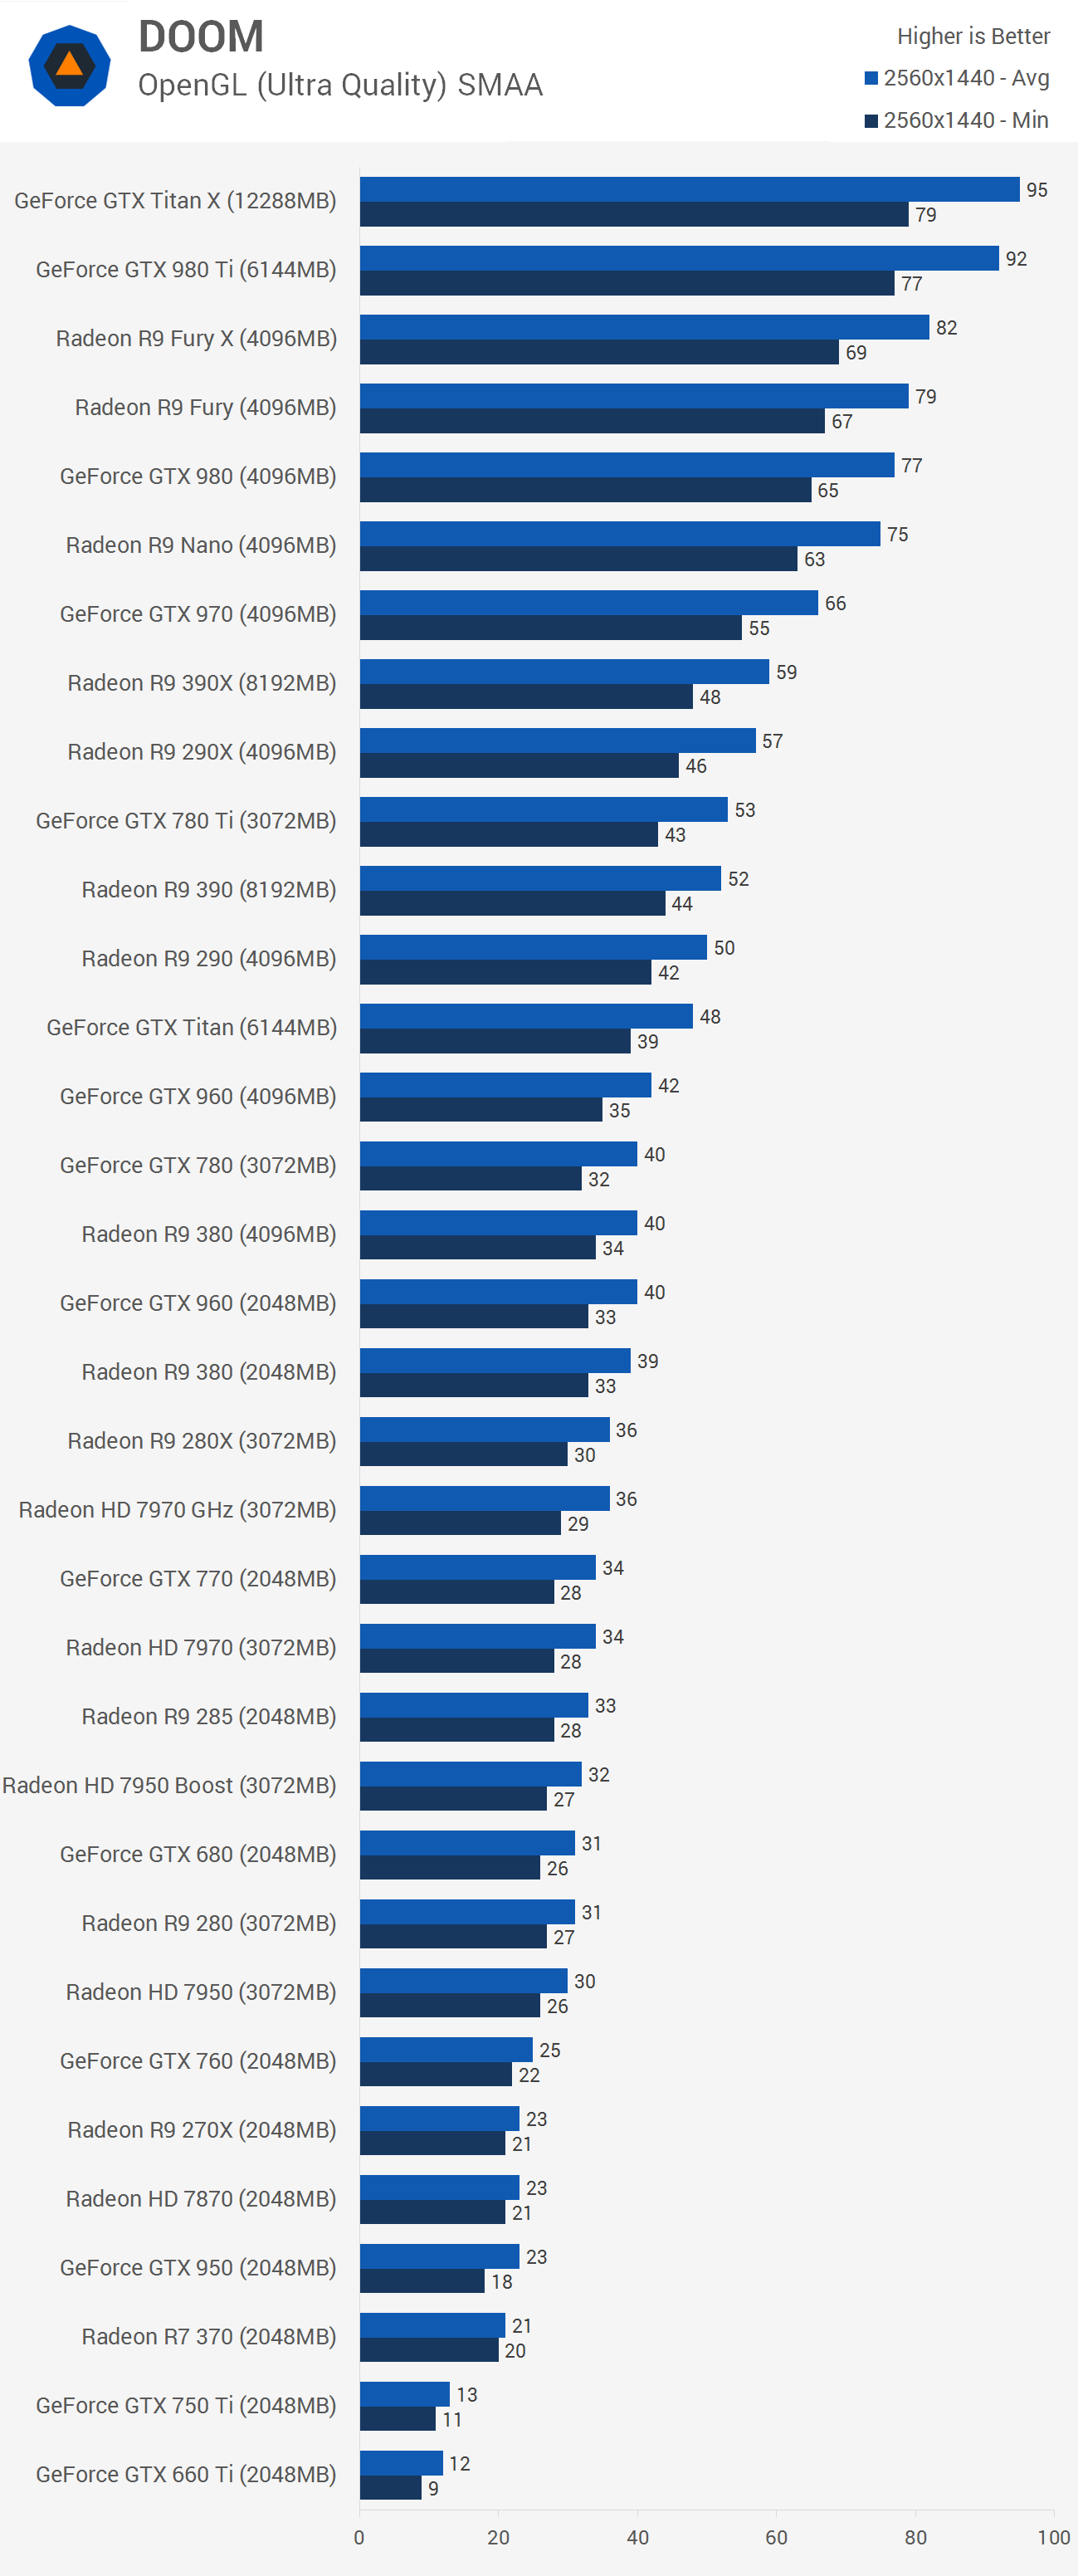 DOOM
OpenGL (Ultra Quality) SMAA
Higher is Better
2560x1440 - Avg
2560x1440 - Min
GeForce GTX Titan X (12288MB)
95
79
GeForce GTX 980 Ti (6144MB)
92
77
Radeon R9 Fury X (4096MB)
82
69
Radeon R9 Fury (4096MB)
79
67
GeForce GTX 980 (4096MB)
77
65
Radeon R9 Nano (4096MB)
75
63
GeForce GTX 970 (4096MB)
66
55
Radeon R9 390X (8192MB)
59
48
Radeon R9 290X (4096MB)
57
46
GeForce GTX 780 Ti (3072MB)
53
43
Radeon R9 390 (8192MB)
52
44
Radeon R9 290 (4096MB)
50
42
GeForce GTX Titan (6144MB)
48
39
GeForce GTX 960 (4096MB)
42
35
GeForce GTX 780 (3072MB)
40
32
Radeon R9 380 (4096MB)
40
34
GeForce GTX 960 (2048MB)
40
33
Radeon R9 380 (2048MB)
39
33
Radeon R9 280X (3072MB)
36
30
Radeon HD 7970 GHz (3072MB)
36
29
GeForce GTX 770 (2048MB)
34
28
Radeon HD 7970 (3072MB)
34
28
Radeon R9 285 (2048MB)
33
28
Radeon HD 7950 Boost (3072MB)
32
27
GeForce GTX 680 (2048MB)
31
26
Radeon R9 280 (3072MB)
31
27
Radeon HD 7950 (3072MB)
30
26
GeForce GTX 760 (2048MB)
25
22
Radeon R9 270X (2048MB)
23
21
Radeon HD 7870 (2048MB)
23
21
GeForce GTX 950 (2048MB)
23
18
Radeon R7 370 (2048MB)
21
20
GeForce GTX 750 Ti (2048MB)
13
11
GeForce GTX 660 Ti (2048MB)
12
9
0 20 40 60 80 100